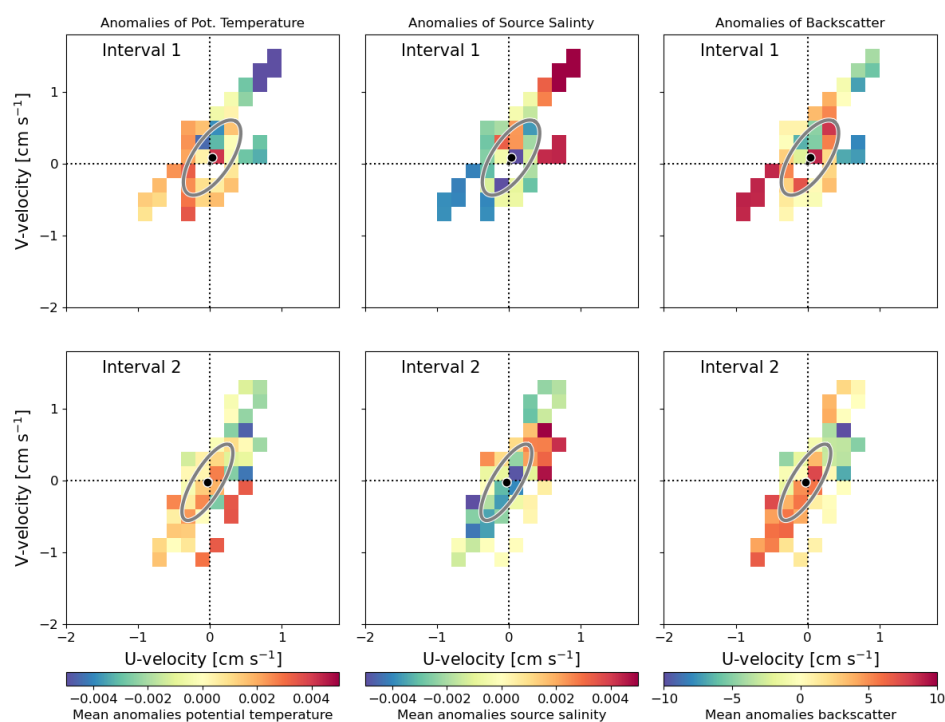 Anomalies of Pot. Temperature Anomalies of Source Salinity Anomalies of Backscatter
Interval 1 Interval 1 Interval 1
V-velocity [cm s⁻¹]
1
0
−1
−2
Interval 2 Interval 2 Interval 2
V-velocity [cm s⁻¹]
1
0
−1
−2
−2 −1 0 1 −2 −1 0 1 −2 −1 0 1
U-velocity [cm s⁻¹] U-velocity [cm s⁻¹] U-velocity [cm s⁻¹]
−0.004 −0.002 0.000 0.002 0.004 −0.004 −0.002 0.000 0.002 0.004 −10 −5 0 5 10
Mean anomalies potential temperature Mean anomalies source salinity Mean anomalies backscatter